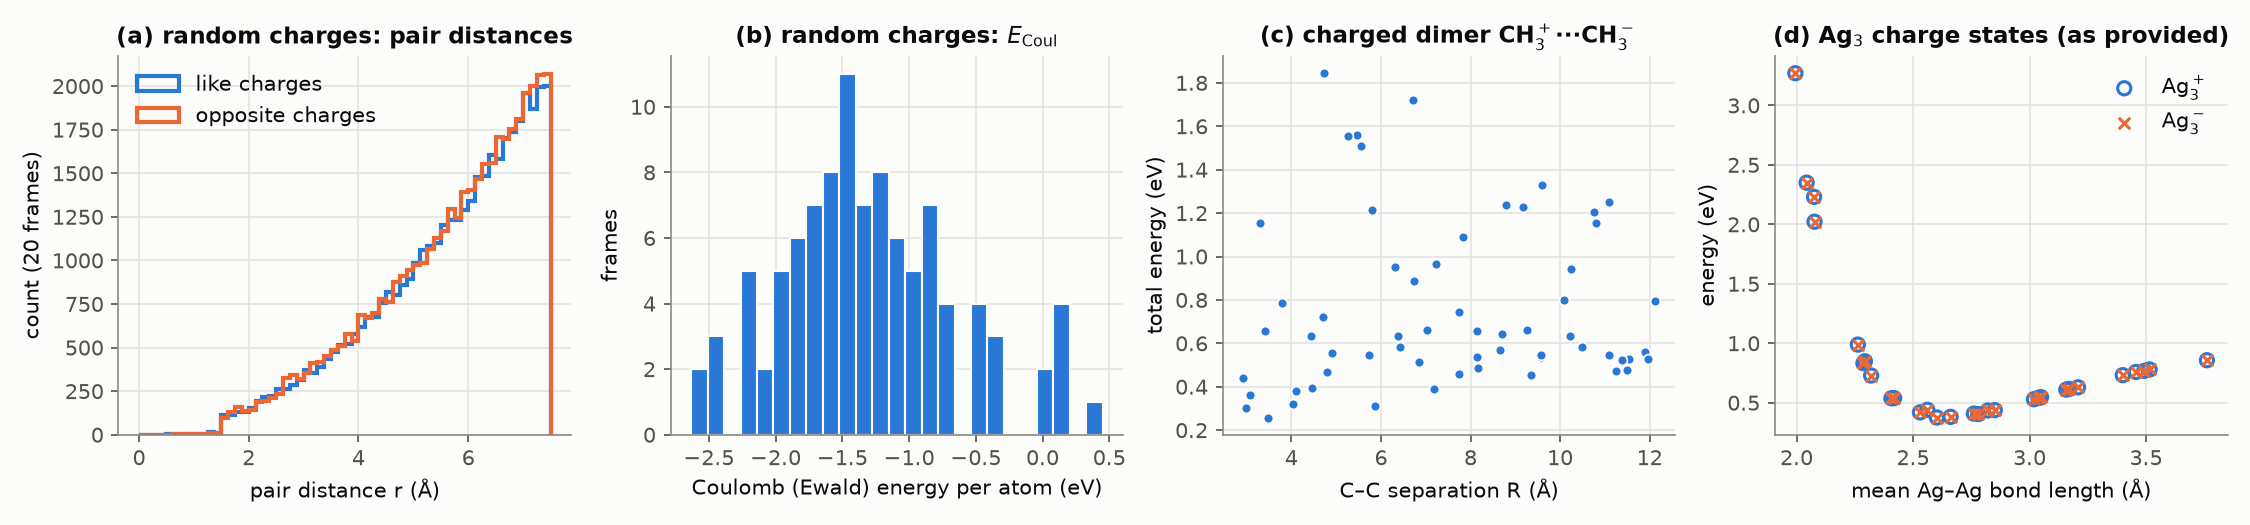 (a) random charges: pair distances
like charges
opposite charges
2000
1750
1500
1250
1000
750
500
250
0
count (20 frames)
0 2 4 6
pair distance r (Å)
(b) random charges: E_Coul
10
8
6
4
2
0
frames
−2.5 −2.0 −1.5 −1.0 −0.5 0.0 0.5
Coulomb (Ewald) energy per atom (eV)
(c) charged dimer CH₃⁺···CH₃⁻
1.8
1.6
1.4
1.2
1.0
0.8
0.6
0.4
0.2
total energy (eV)
4 6 8 10 12
C–C separation R (Å)
(d) Ag₃ charge states (as provided)
Ag₃⁺
Ag₃⁻
3.0
2.5
2.0
1.5
1.0
0.5
energy (eV)
2.0 2.5 3.0 3.5
mean Ag–Ag bond length (Å)